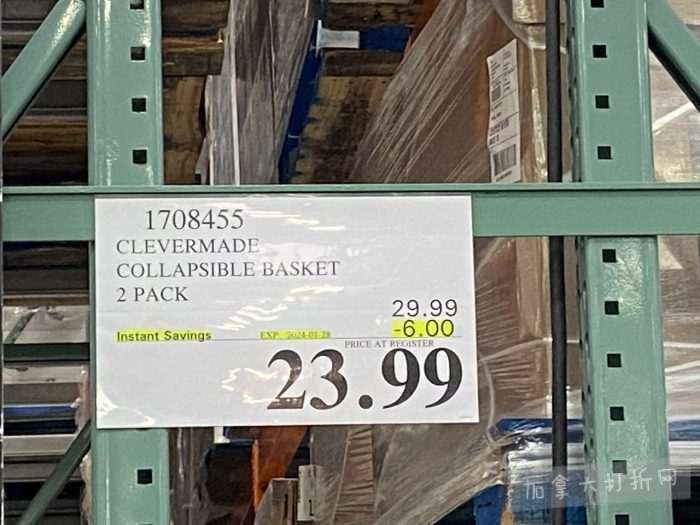 1708455
CLEVERMADE
COLLAPSIBLE BASKET
2 PACK
29.99
Instant Savings EXP. 2024-01-28 -6.00
PRICE AT REGISTER
23.99
加拿大打折网